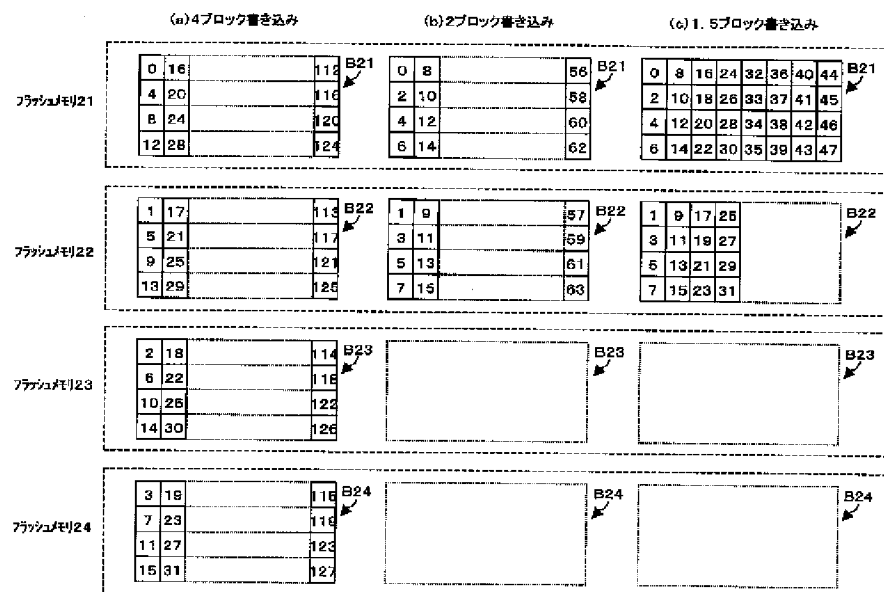 (a)4ブロック書き込み (b)2ブロック書き込み (c)1.5ブロック書き込み
フラッシュメモリ21
0 16 112 B21
4 20 116
8 24 120
12 28 124
0 8 56 B21
2 10 58
4 12 60
6 14 62
0 8 16 24 32 36 40 44 B21
2 10 18 26 33 37 41 45
4 12 20 28 34 38 42 46
6 14 22 30 35 39 43 47
フラッシュメモリ22
1 17 113 B22
5 21 117
9 25 121
13 29 125
1 9 57 B22
3 11 59
5 13 61
7 15 63
1 9 17 25 B22
3 11 19 27
5 13 21 29
7 15 23 31
フラッシュメモリ23
2 18 114 B23
6 22 118
10 26 122
14 30 126
B23
B23
フラッシュメモリ24
3 19 115 B24
7 23 119
11 27 123
15 31 127
B24
B24